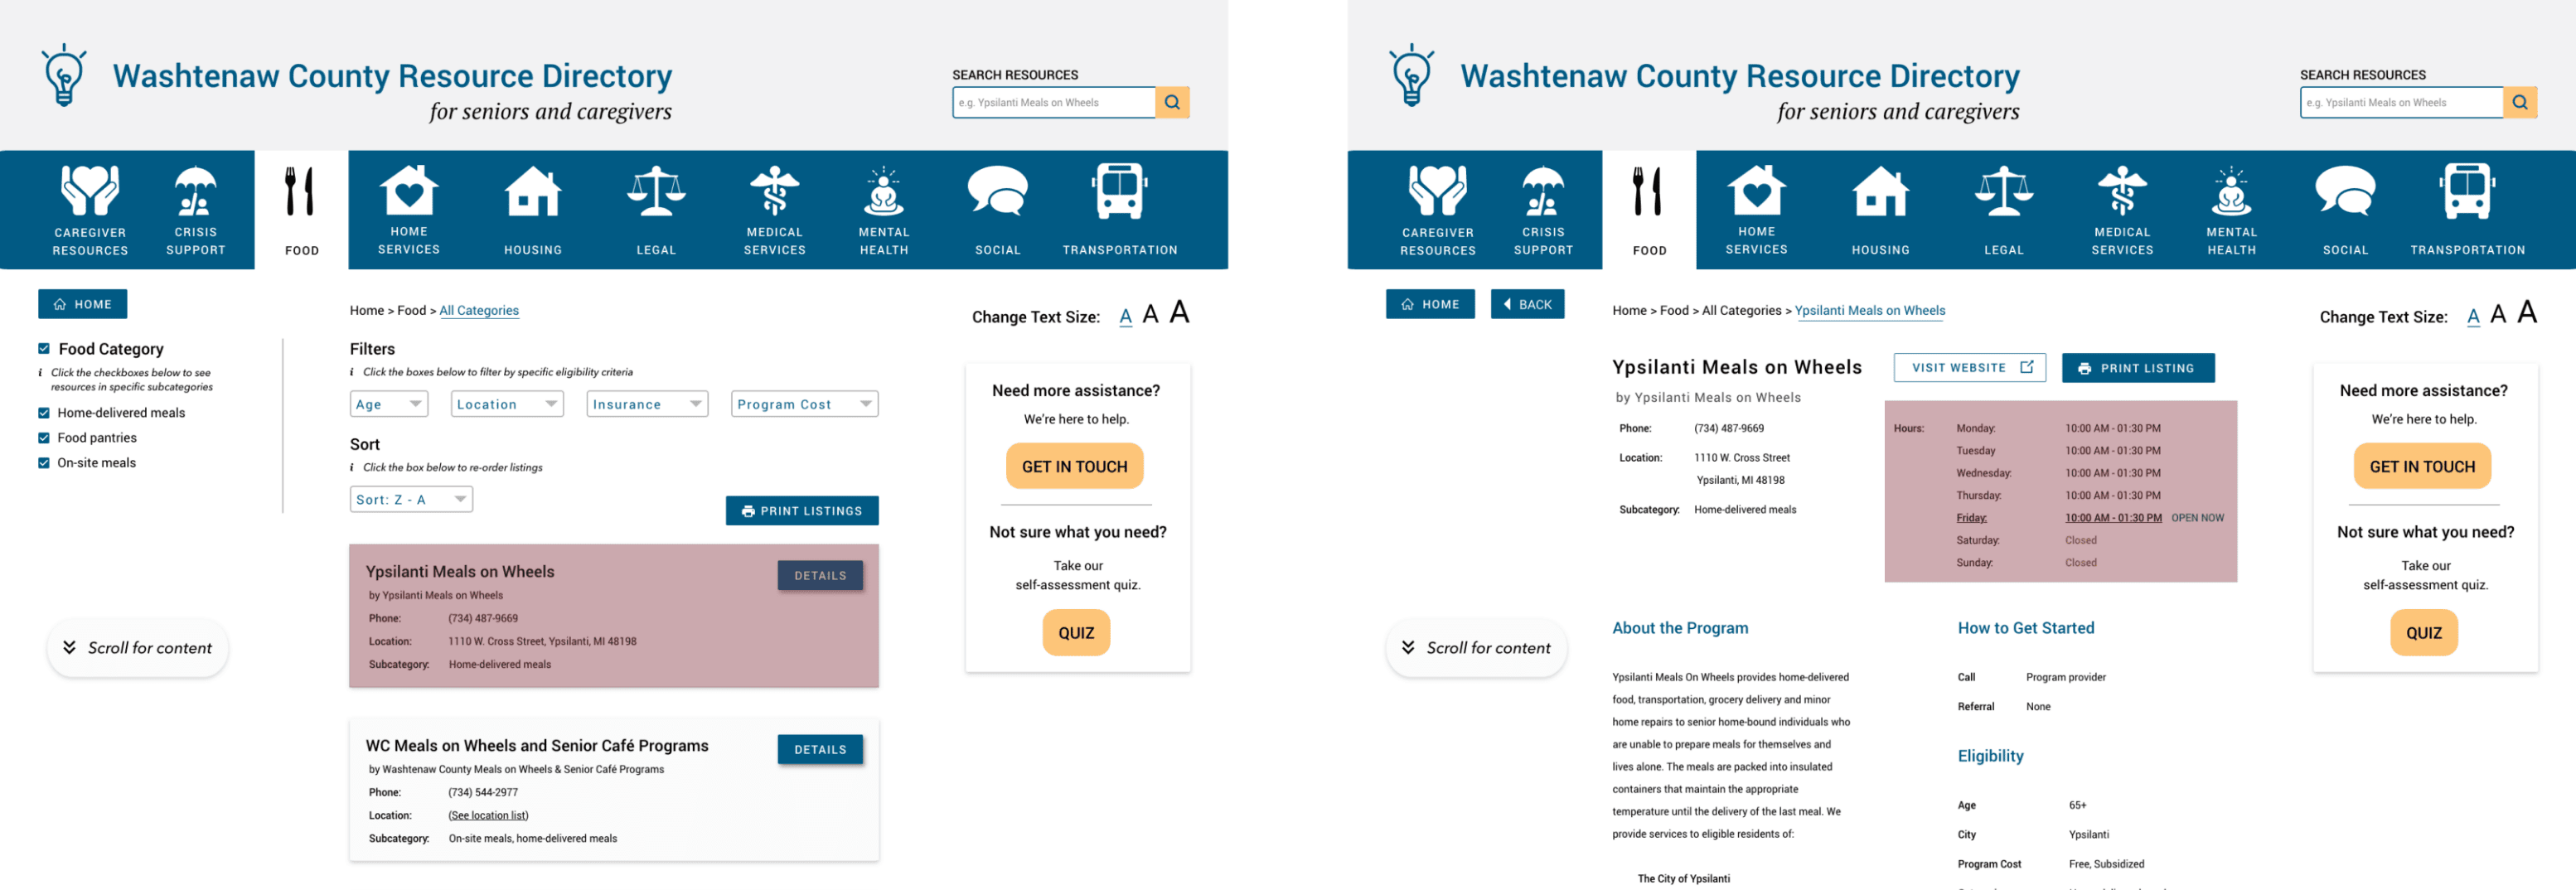 Washtenaw County Resource Directory
for seniors and caregivers
SEARCH RESOURCES
e.g. Ypsilanti Meals on Wheels
CAREGIVER RESOURCES
CRISIS SUPPORT
FOOD
HOME SERVICES
HOUSING
LEGAL
MEDICAL SERVICES
MENTAL HEALTH
SOCIAL
TRANSPORTATION
HOME
Home > Food > All Categories
Change Text Size: A A A
Food Category
i Click the checkboxes below to see
resources in specific subcategories
Home-delivered meals
Food pantries
On-site meals
Scroll for content
Filters
i Click the boxes below to filter by specific eligibility criteria
Age
Location
Insurance
Program Cost
Sort
i Click the box below to re-order listings
Sort: Z - A
PRINT LISTINGS
Ypsilanti Meals on Wheels
DETAILS
by Ypsilanti Meals on Wheels
Phone: (734) 487-9669
Location: 1110 W. Cross Street, Ypsilanti, MI 48198
Subcategory: Home-delivered meals
WC Meals on Wheels and Senior Café Programs
DETAILS
by Washtenaw County Meals on Wheels & Senior Café Programs
Phone: (734) 544-2977
Location: (See location list)
Subcategory: On-site meals, home-delivered meals
Need more assistance?
We're here to help.
GET IN TOUCH
Not sure what you need?
Take our
self-assessment quiz.
QUIZ
Washtenaw County Resource Directory
for seniors and caregivers
SEARCH RESOURCES
e.g. Ypsilanti Meals on Wheels
CAREGIVER RESOURCES
CRISIS SUPPORT
FOOD
HOME SERVICES
HOUSING
LEGAL
MEDICAL SERVICES
MENTAL HEALTH
SOCIAL
TRANSPORTATION
HOME
BACK
Home > Food > All Categories > Ypsilanti Meals on Wheels
Change Text Size: A A A
Scroll for content
Ypsilanti Meals on Wheels
VISIT WEBSITE
PRINT LISTING
by Ypsilanti Meals on Wheels
Phone: (734) 487-9669
Location: 1110 W. Cross Street
Ypsilanti, MI 48198
Subcategory: Home-delivered meals
Hours: Monday: 10:00 AM - 01:30 PM
Tuesday 10:00 AM - 01:30 PM
Wednesday: 10:00 AM - 01:30 PM
Thursday: 10:00 AM - 01:30 PM
Friday: 10:00 AM - 01:30 PM OPEN NOW
Saturday: Closed
Sunday: Closed
About the Program
Ypsilanti Meals On Wheels provides home-delivered
food, transportation, grocery delivery and minor
home repairs to senior home-bound individuals who
are unable to prepare meals for themselves and
lives alone. The meals are packed into insulated
containers that maintain the appropriate
temperature until the delivery of the last meal. We
provide services to eligible residents of:
The City of Ypsilanti
How to Get Started
Call Program provider
Referral None
Eligibility
Age 65+
City Ypsilanti
Program Cost Free, Subsidized
Need more assistance?
We're here to help.
GET IN TOUCH
Not sure what you need?
Take our
self-assessment quiz.
QUIZ